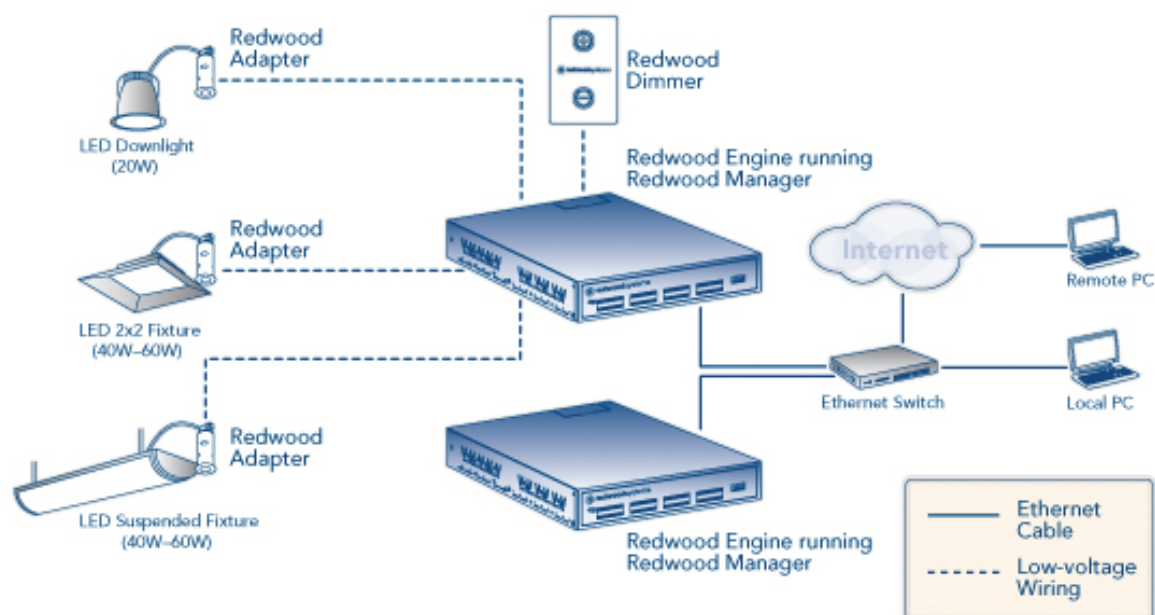 Redwood
Adapter
LED Downlight
(20W)
Redwood
Dimmer
Redwood Engine running
Redwood Manager
Redwood
Adapter
LED 2x2 Fixture
(40W–60W)
Internet
Remote PC
Ethernet Switch
Local PC
Redwood
Adapter
LED Suspended Fixture
(40W–60W)
Redwood Engine running
Redwood Manager
Ethernet
Cable
Low-voltage
Wiring